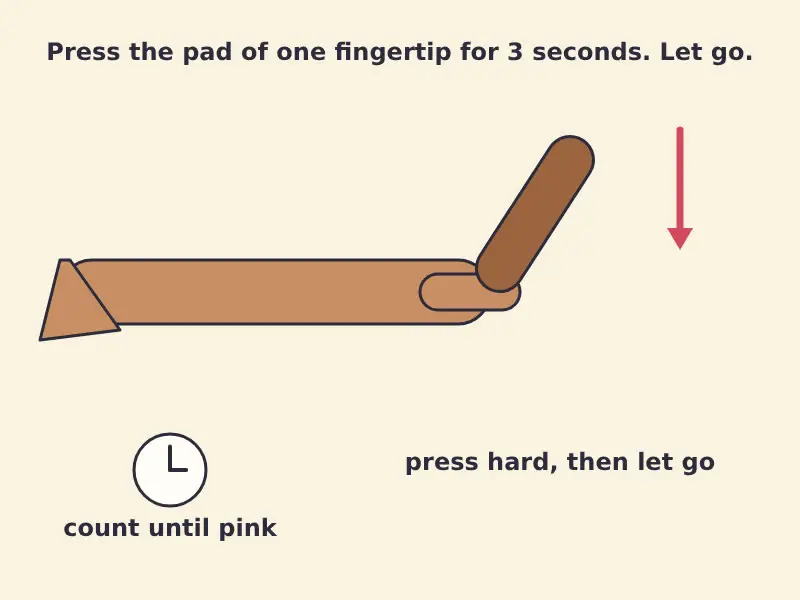 Press the pad of one fingertip for 3 seconds. Let go.
press hard, then let go
count until pink